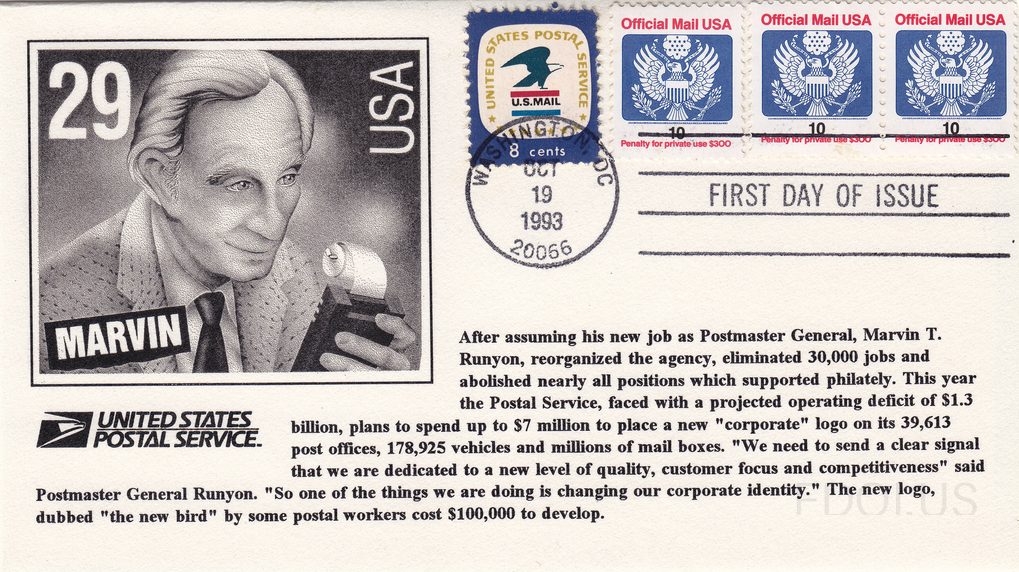 29
USA
MARVIN
UNITED STATES POSTAL SERVICE
U.S. MAIL
8 cents
Official Mail USA
10
Penalty for private use $300
Official Mail USA
10
Penalty for private use $300
Official Mail USA
10
Penalty for private use $300
WASHINGTON, DC
OCT
19
1993
20066
FIRST DAY OF ISSUE
After assuming his new job as Postmaster General, Marvin T.
Runyon, reorganized the agency, eliminated 30,000 jobs and
abolished nearly all positions which supported philately. This year
the Postal Service, faced with a projected operating deficit of $1.3
billion, plans to spend up to $7 million to place a new "corporate" logo on its 39,613
post offices, 178,925 vehicles and millions of mail boxes. "We need to send a clear signal
that we are dedicated to a new level of quality, customer focus and competitiveness" said
Postmaster General Runyon. "So one of the things we are doing is changing our corporate identity." The new logo,
dubbed "the new bird" by some postal workers cost $100,000 to develop.
UNITED STATES
POSTAL SERVICE
FDOI.US